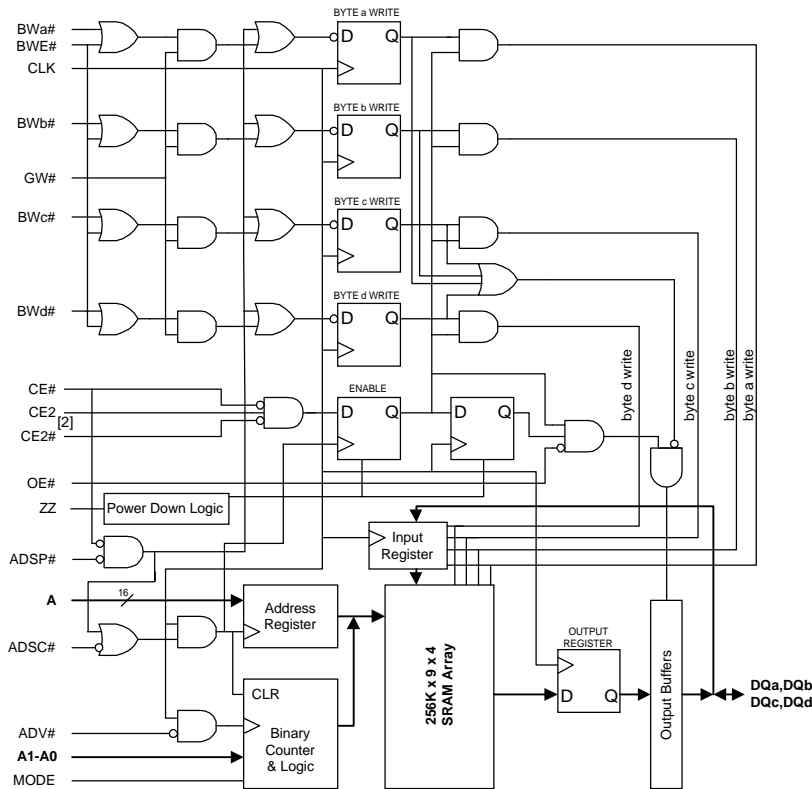 BYTE a WRITE
BWa#
BWE#
D Q
CLK
BYTE b WRITE
BWb#
D Q
GW#
BYTE c WRITE
BWc#
D Q
BYTE d WRITE
BWd#
D Q
byte d write
byte c write
byte b write
byte a write
CE#
ENABLE
CE2
D Q
D Q
[2]
CE2#
OE#
ZZ
Power Down Logic
Input
Register
ADSP#
A
16
Address
Register
ADSC#
256K x 9 x 4
SRAM Array
OUTPUT
REGISTER
D Q
Output Buffers
DQa,DQb
DQc,DQd
CLR
ADV#
Binary
Counter
& Logic
A1-A0
MODE